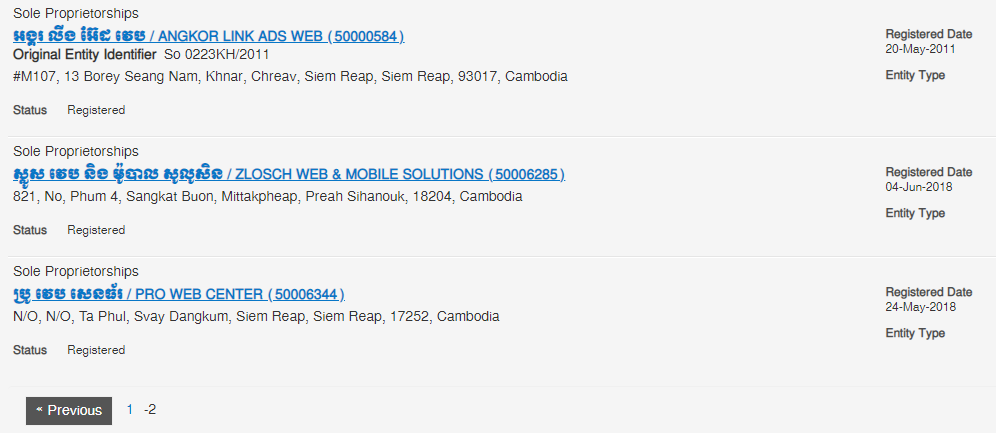 Sole Proprietorships
អង្គរ លីង អ៊ែដ វេប / ANGKOR LINK ADS WEB (50000584)
Registered Date
Original Entity Identifier So 0223KH/2011
20-May-2011
#M107, 13 Borey Seang Nam, Khnar, Chreav, Siem Reap, Siem Reap, 93017, Cambodia
Entity Type
Status Registered
Sole Proprietorships
ស្លូស វេប និង ម៉ូបាល សូលូសិន / ZLOSCH WEB & MOBILE SOLUTIONS (50006285)
Registered Date
04-Jun-2018
821, No, Phum 4, Sangkat Buon, Mittakpheap, Preah Sihanouk, 18204, Cambodia
Entity Type
Status Registered
Sole Proprietorships
ប្រូ វេប សេនធ័រ / PRO WEB CENTER (50006344)
Registered Date
24-May-2018
N/O, N/O, Ta Phul, Svay Dangkum, Siem Reap, Siem Reap, 17252, Cambodia
Entity Type
Status Registered
« Previous 1 -2